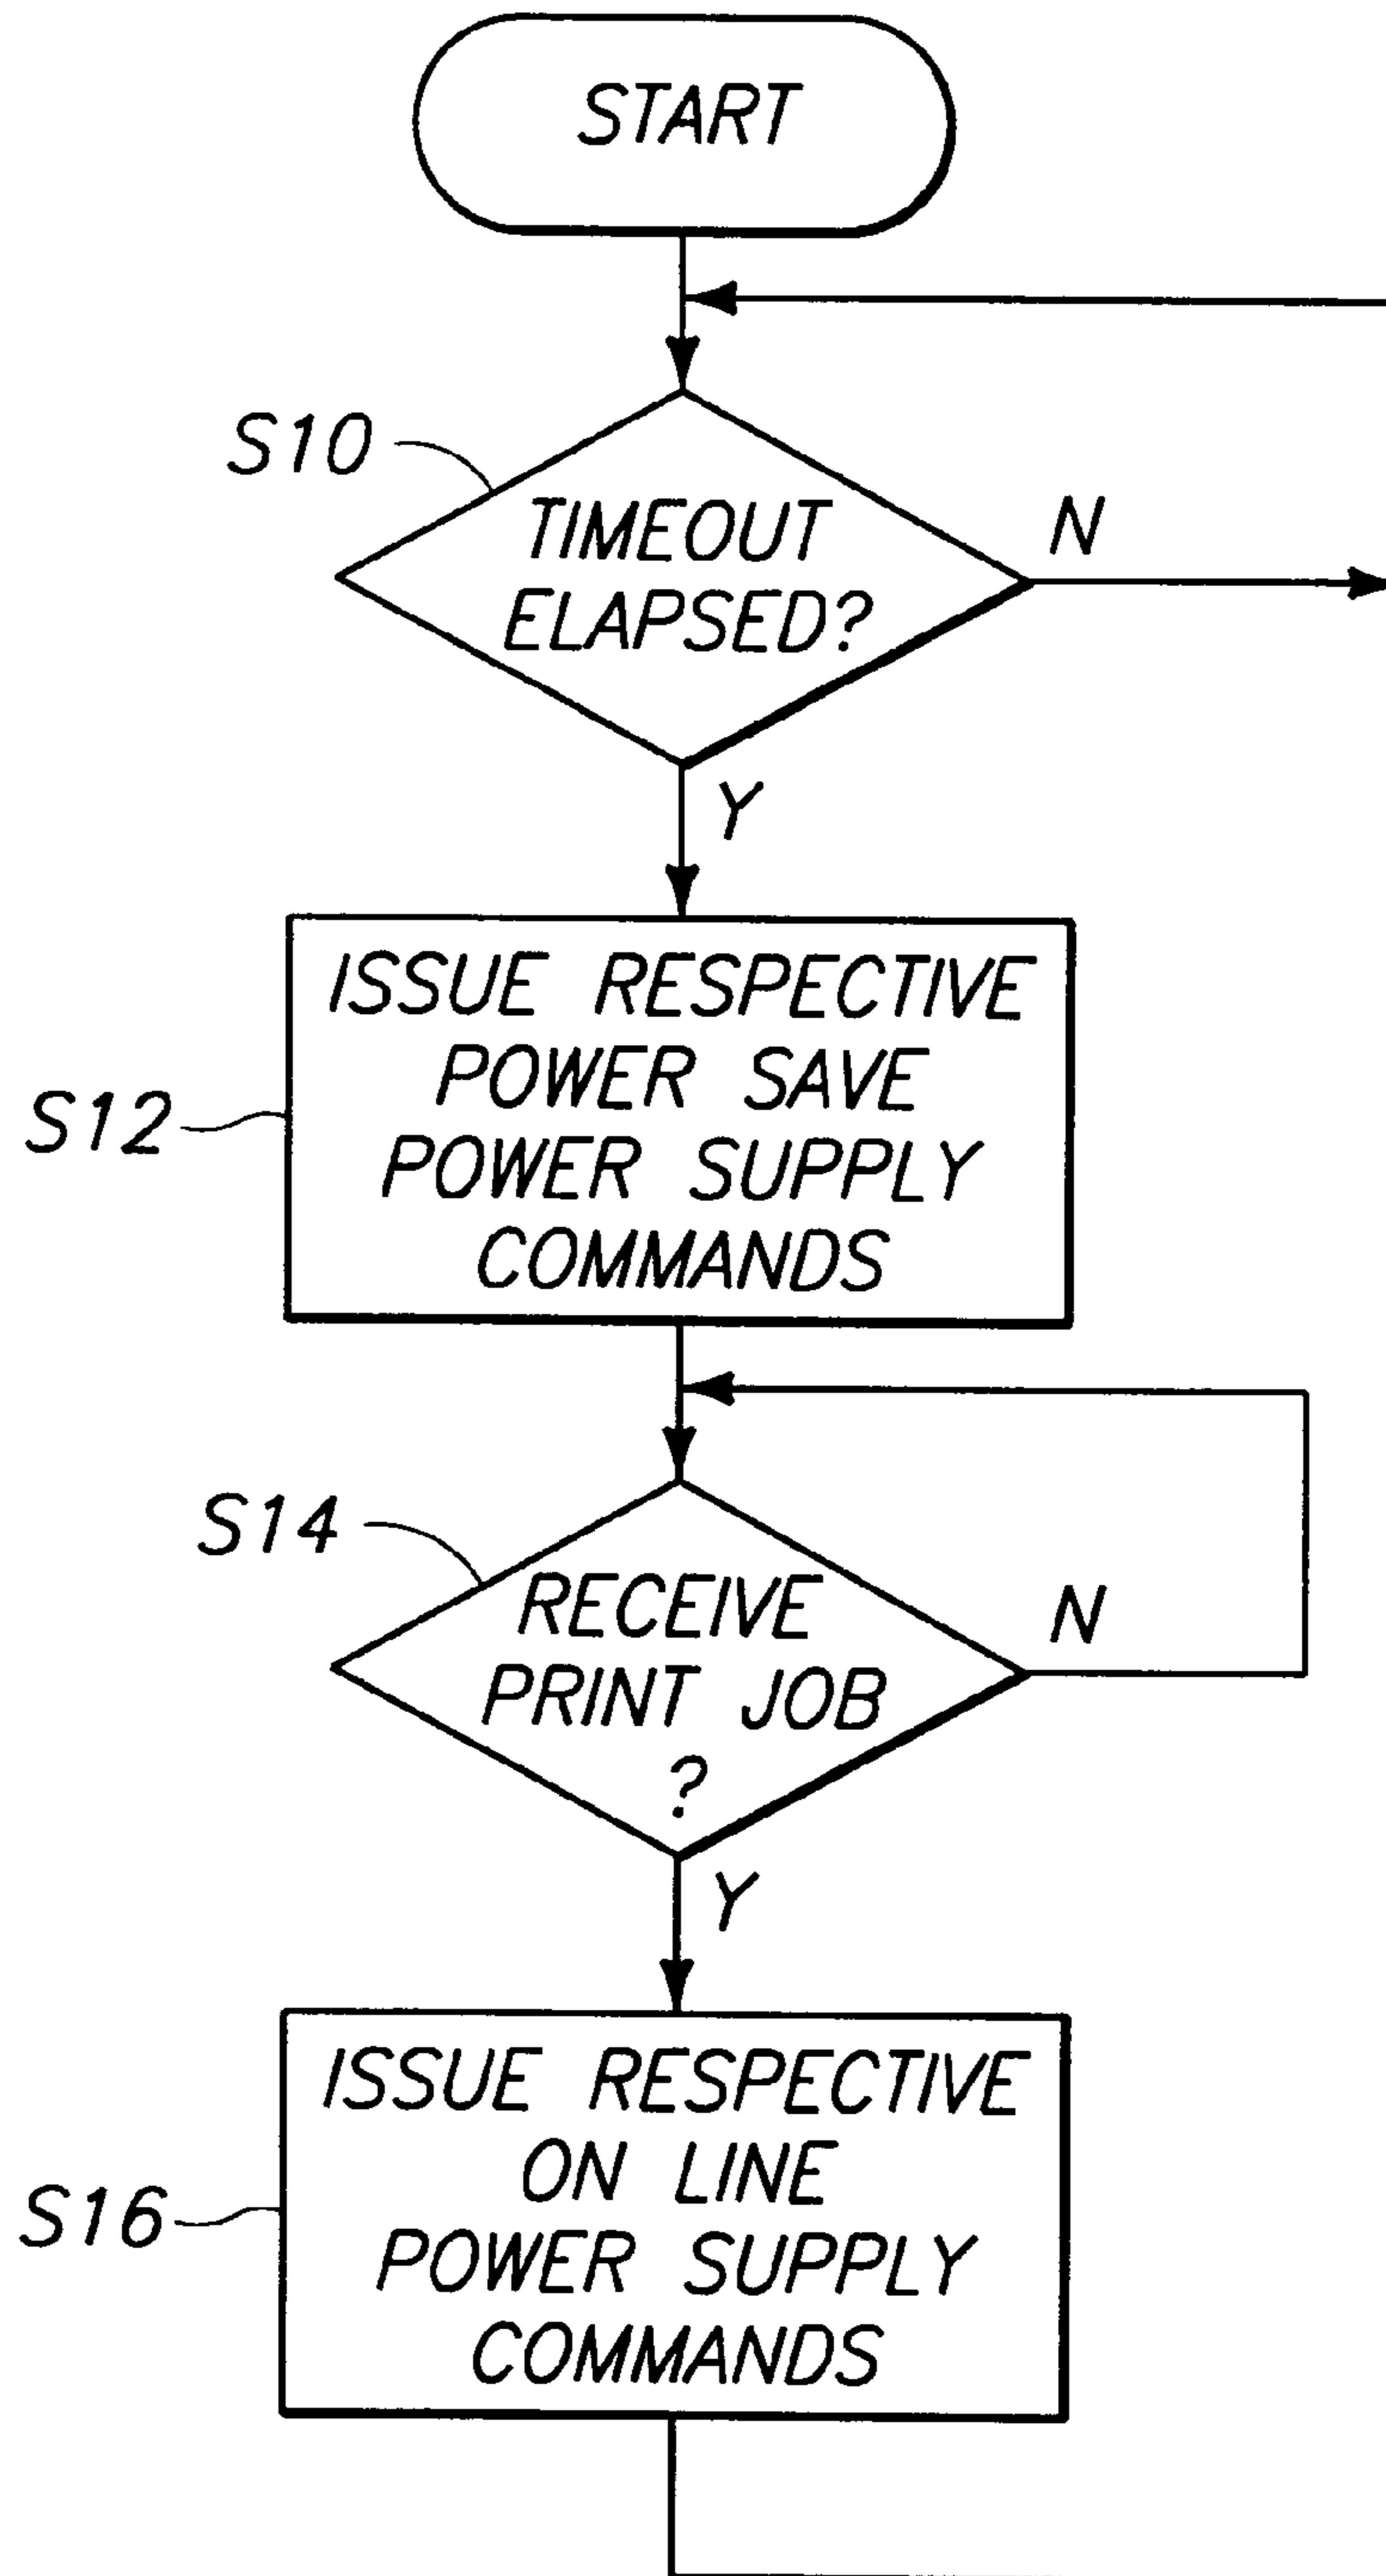 START
S10
TIMEOUT
ELAPSED?
N
Y
S12
ISSUE RESPECTIVE
POWER SAVE
POWER SUPPLY
COMMANDS
S14
RECEIVE
PRINT JOB
?
N
Y
S16
ISSUE RESPECTIVE
ON LINE
POWER SUPPLY
COMMANDS